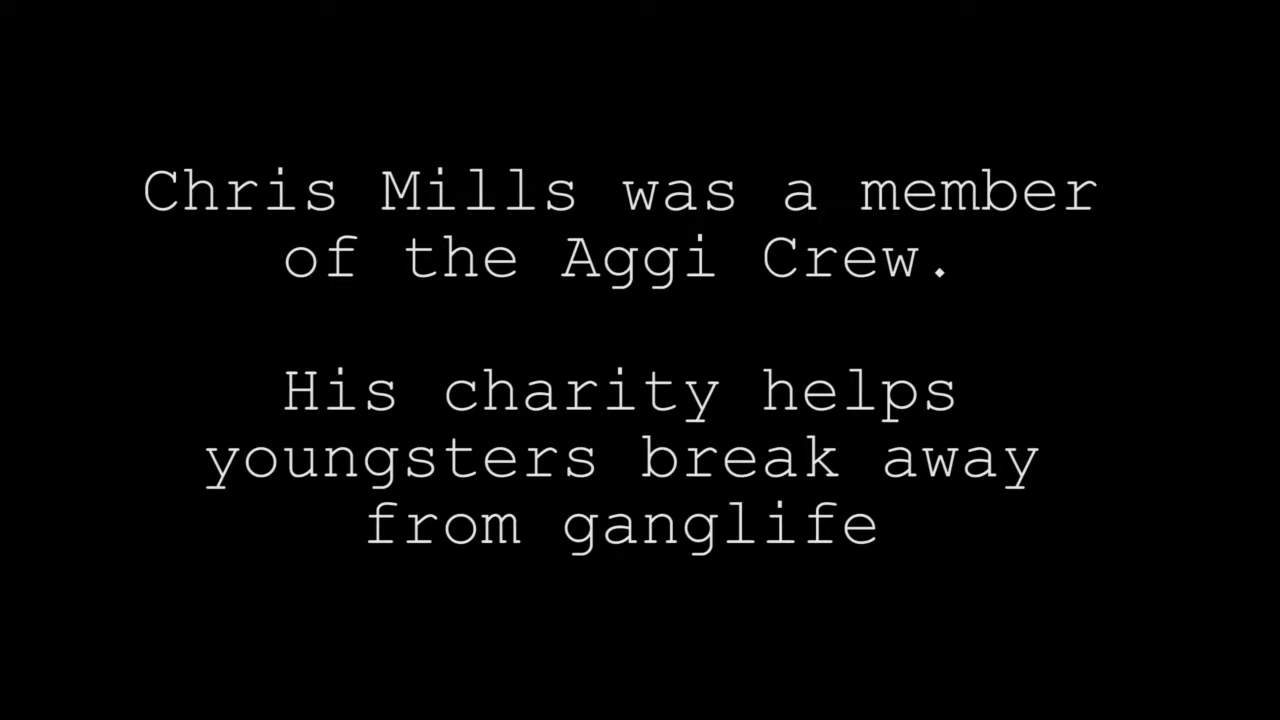 Chris Mills was a member
of the Aggi Crew.
His charity helps
youngsters break away
from ganglife